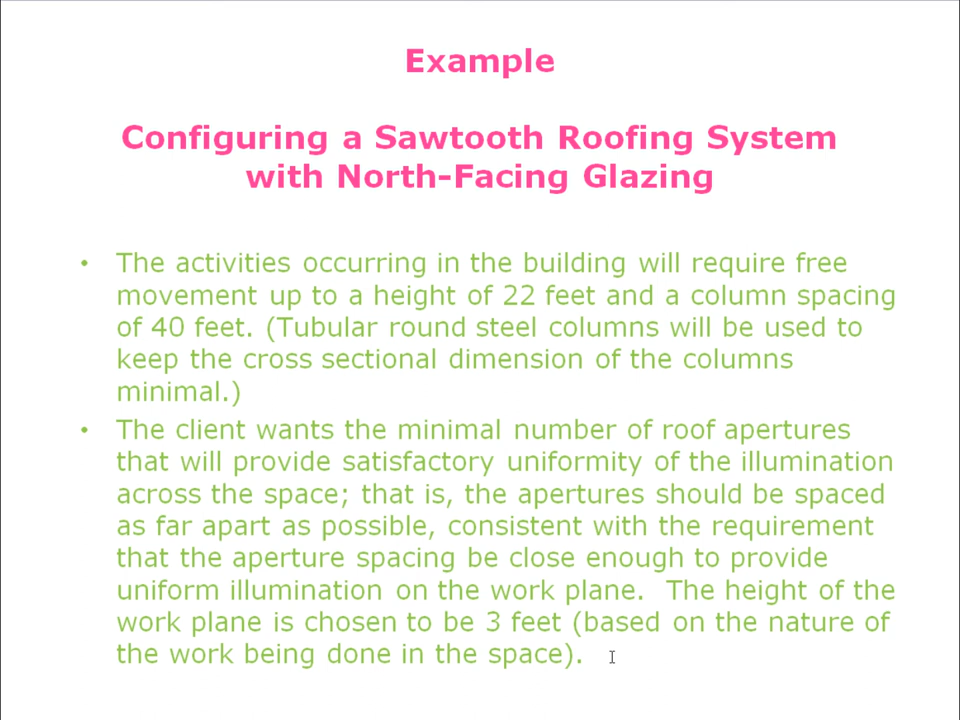 Example
Configuring a Sawtooth Roofing System
with North-Facing Glazing
• The activities occurring in the building will require free
movement up to a height of 22 feet and a column spacing
of 40 feet. (Tubular round steel columns will be used to
keep the cross sectional dimension of the columns
minimal.)
• The client wants the minimal number of roof apertures
that will provide satisfactory uniformity of the illumination
across the space; that is, the apertures should be spaced
as far apart as possible, consistent with the requirement
that the aperture spacing be close enough to provide
uniform illumination on the work plane.  The height of the
work plane is chosen to be 3 feet (based on the nature of
the work being done in the space).